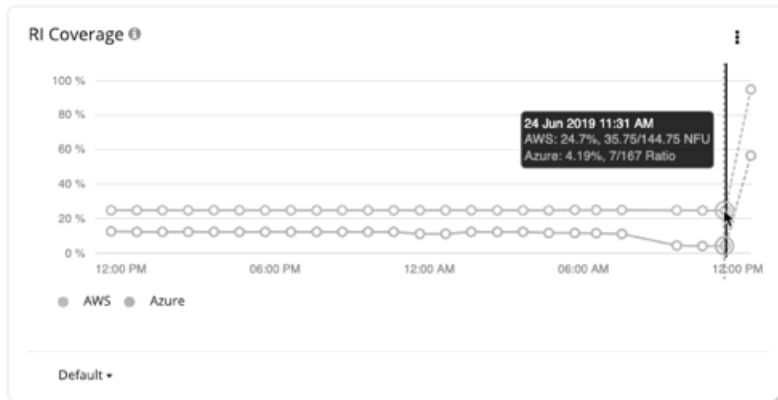 RI Coverage
100 %
80 %
60 %
40 %
20 %
0 %
24 Jun 2019 11:31 AM
AWS: 24.7%, 35.75/144.75 NFU
Azure: 4.19%, 7/167 Ratio
12:00 PM 06:00 PM 12:00 AM 06:00 AM 12:00 PM
AWS Azure
Default